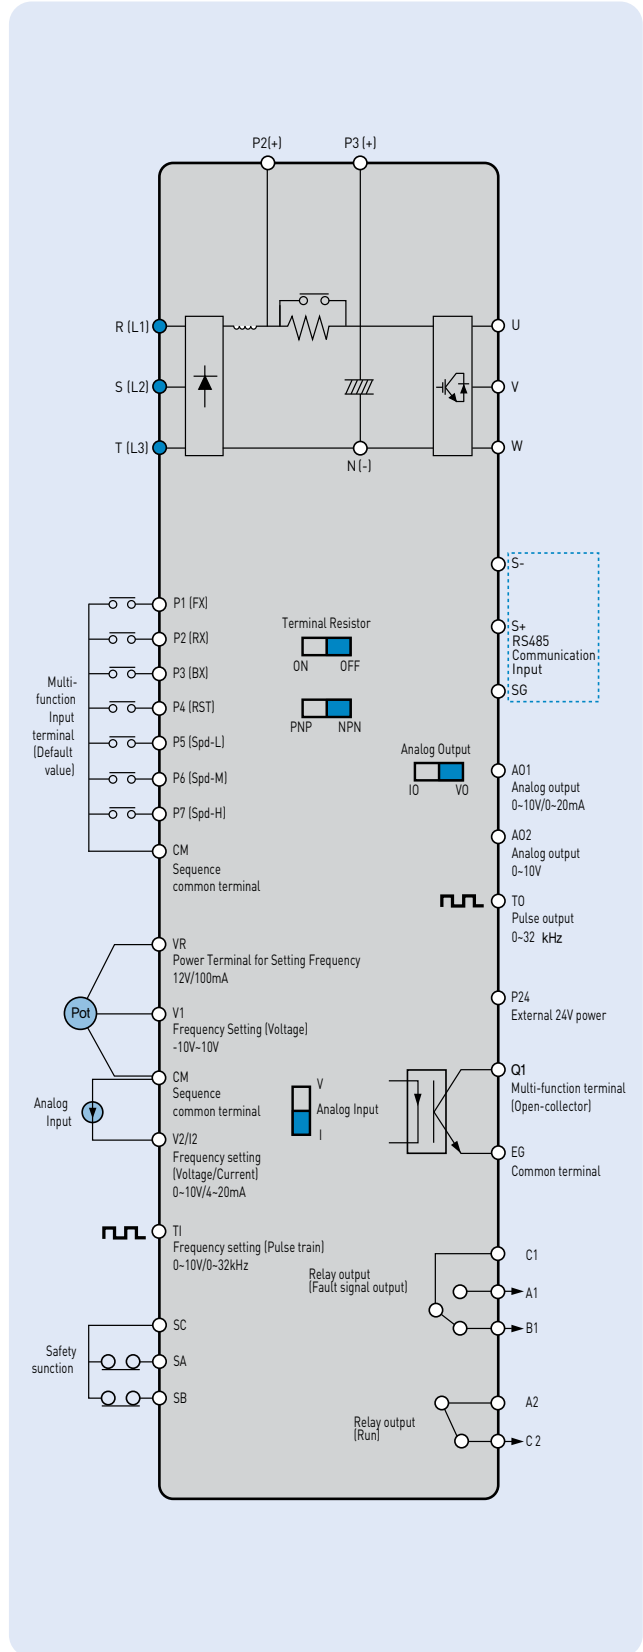 P2(+)
P3 (+)
R (L1)
S (L2)
T (L3)
U
V
W
N (-)
S-
S+
RS485
Communication
Input
SG
Multi-
function
Input
terminal
(Default
value)
P1 (FX)
P2 (RX)
P3 (BX)
P4 (RST)
P5 (Spd-L)
P6 (Spd-M)
P7 (Spd-H)
CM
Sequence
common terminal
Terminal Resistor
ON OFF
PNP NPN
Analog Output
IO VO
AO1
Analog output
0~10V/0~20mA
AO2
Analog output
0~10V
TO
Pulse output
0~32 kHz
VR
Power Terminal for Setting Frequency
12V/100mA
Pot
V1
Frequency Setting (Voltage)
-10V~10V
P24
External 24V power
CM
Sequence
common terminal
Analog
Input
V2/I2
Frequency setting
(Voltage/Current)
0~10V/4~20mA
V
Analog Input
I
Q1
Multi-function terminal
(Open-collector)
EG
Common terminal
TI
Frequency setting (Pulse train)
0~10V/0~32kHz
Relay output
(Fault signal output)
C1
A1
B1
Safety
sunction
SC
SA
SB
Relay output
(Run)
A2
C 2